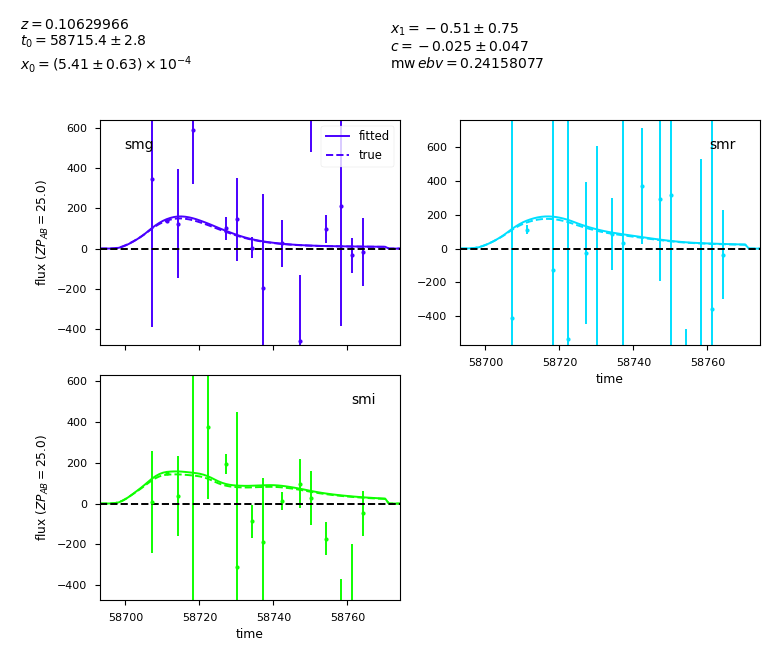 z = 0.10629966
t₀ = 58715.4 ± 2.8
x₀ = (5.41 ± 0.63) × 10⁻⁴
x₁ = −0.51 ± 0.75
c = −0.025 ± 0.047
mw ebv = 0.24158077
smg
fitted
true
600
400
200
0
−200
−400
flux (ZP_AB = 25.0)
smr
600
400
200
0
−200
−400
58700 58720 58740 58760
time
smi
600
400
200
0
−200
−400
flux (ZP_AB = 25.0)
58700 58720 58740 58760
time